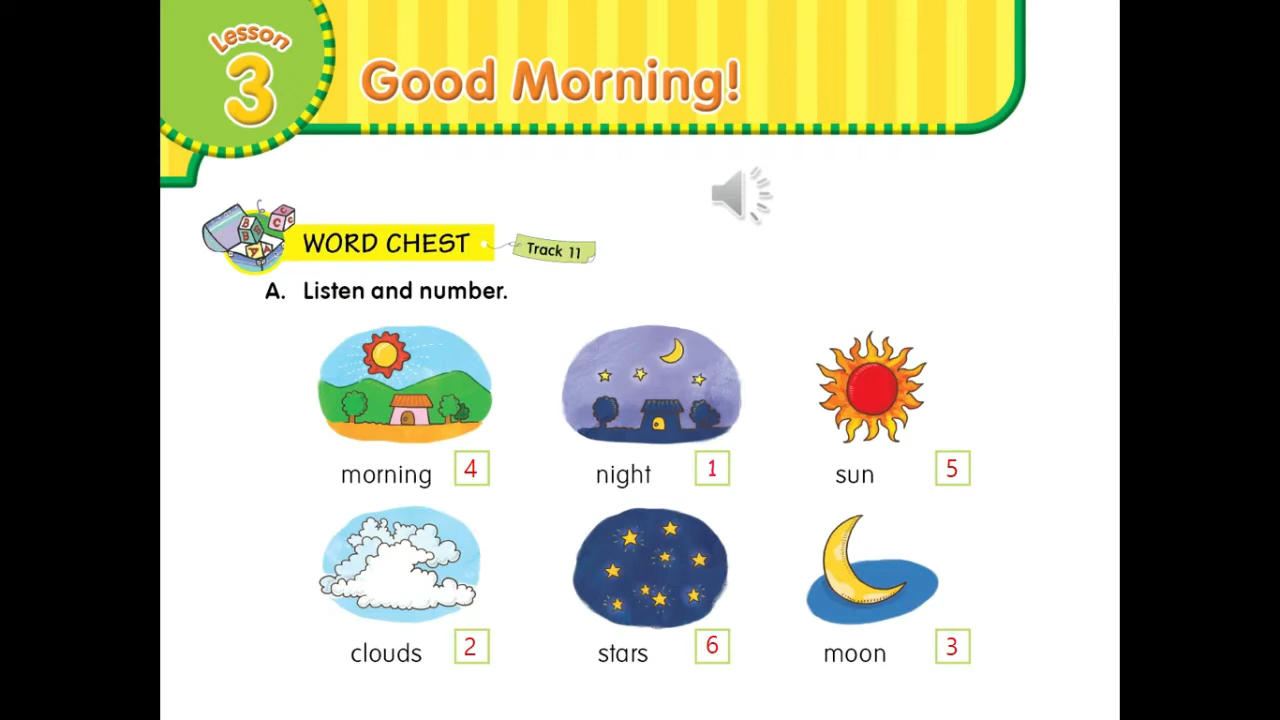 Lesson
3
Good Morning!
WORD CHEST
Track 11
A. Listen and number.
morning 4
night 1
sun 5
clouds 2
stars 6
moon 3